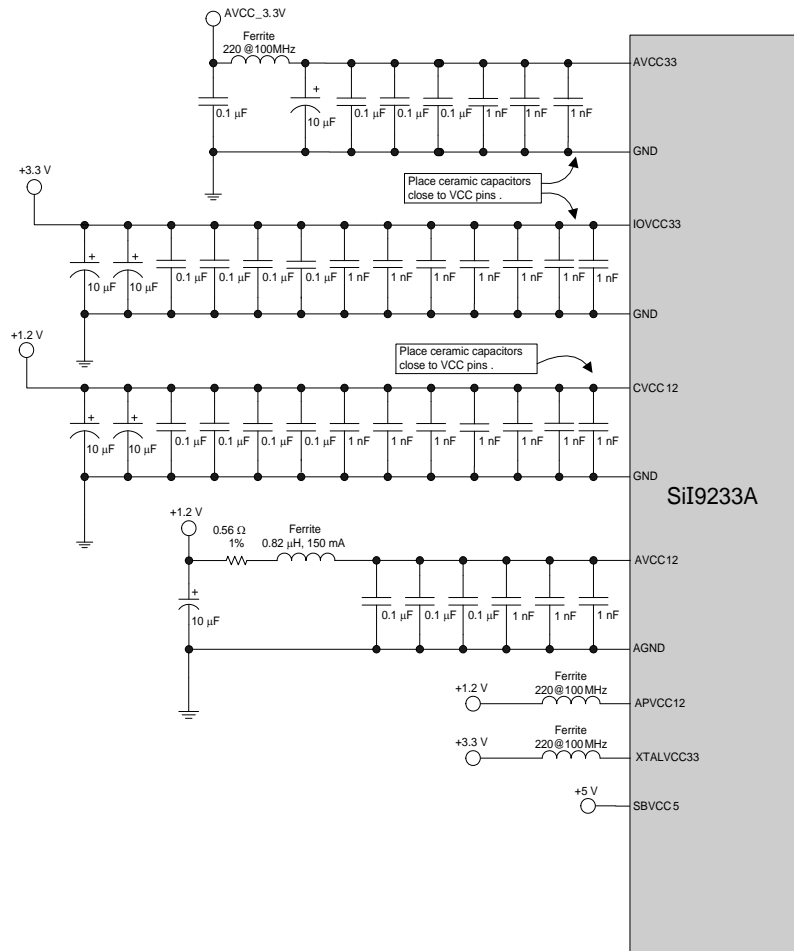 AVCC_3.3V
Ferrite
220 @100MHz
AVCC33
+
0.1 μF
10 μF
0.1 μF
0.1 μF
0.1 μF
1 nF
1 nF
1 nF
GND
Place ceramic capacitors
close to VCC pins .
+3.3 V
IOVCC33
+
+
10 μF
10 μF
0.1 μF
0.1 μF
0.1 μF
0.1 μF
1 nF
1 nF
1 nF
1 nF
1 nF
1 nF
1 nF
GND
+1.2 V
Place ceramic capacitors
close to VCC pins .
CVCC12
+
+
10 μF
10 μF
0.1 μF
0.1 μF
0.1 μF
0.1 μF
1 nF
1 nF
1 nF
1 nF
1 nF
1 nF
1 nF
GND
SiI9233A
+1.2 V
0.56 Ω
1%
Ferrite
0.82 μH, 150 mA
AVCC12
+
10 μF
0.1 μF
0.1 μF
0.1 μF
1 nF
1 nF
1 nF
AGND
Ferrite
220@100MHz
+1.2 V
APVCC12
Ferrite
220@100MHz
+3.3 V
XTALVCC33
+5 V
SBVCC5